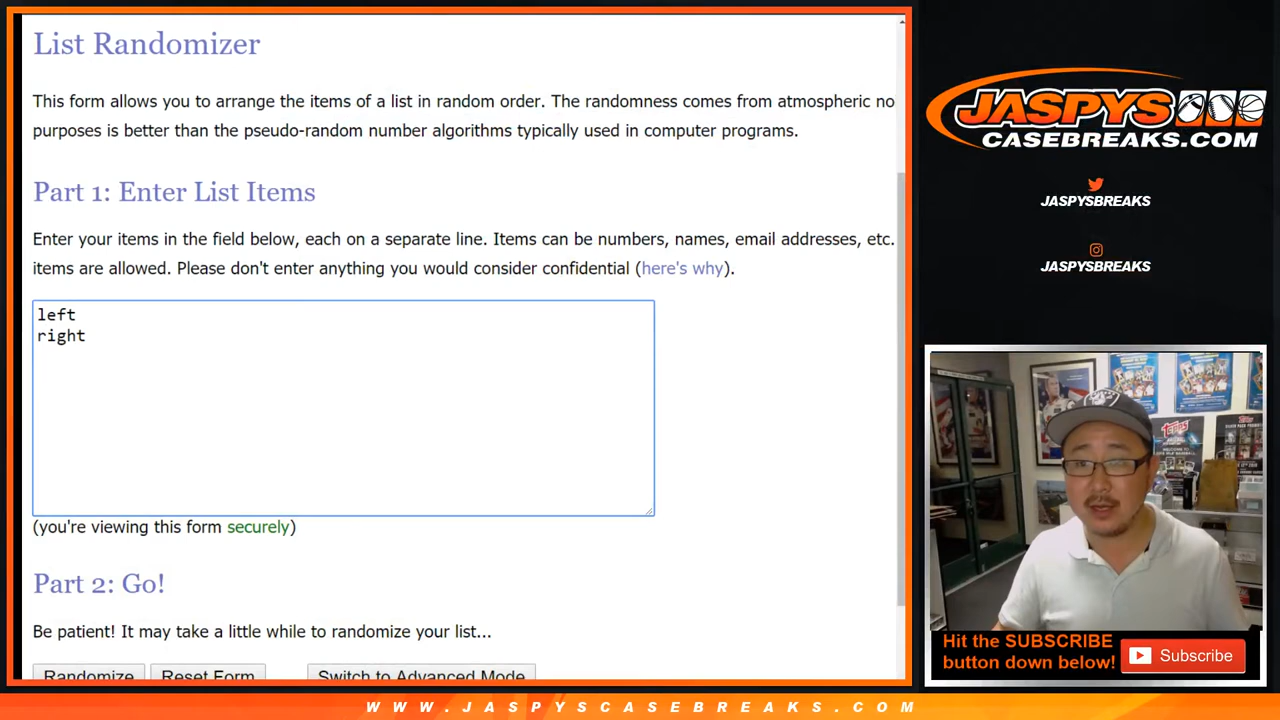 List Randomizer
This form allows you to arrange the items of a list in random order. The randomness comes from atmospheric no
purposes is better than the pseudo-random number algorithms typically used in computer programs.
Part 1: Enter List Items
Enter your items in the field below, each on a separate line. Items can be numbers, names, email addresses, etc.
items are allowed. Please don't enter anything you would consider confidential (here's why).
left
right
(you're viewing this form securely)
Part 2: Go!
Be patient! It may take a little while to randomize your list...
Randomize Reset Form Switch to Advanced Mode
JASPYS
CASEBREAKS.COM
JASPYSBREAKS
JASPYSBREAKS
TOPPS
Hit the SUBSCRIBE
button down below!
Subscribe
WWW.JASPYSCASEBREAKS.COM